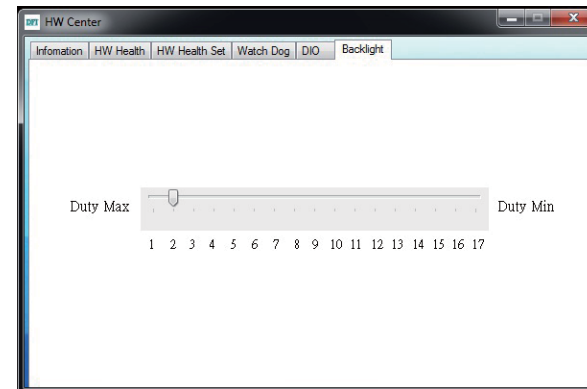 DFI HW Center
Infomation HW Health HW Health Set Watch Dog DIO Backlight
Duty Max Duty Min
1 2 3 4 5 6 7 8 9 10 11 12 13 14 15 16 17